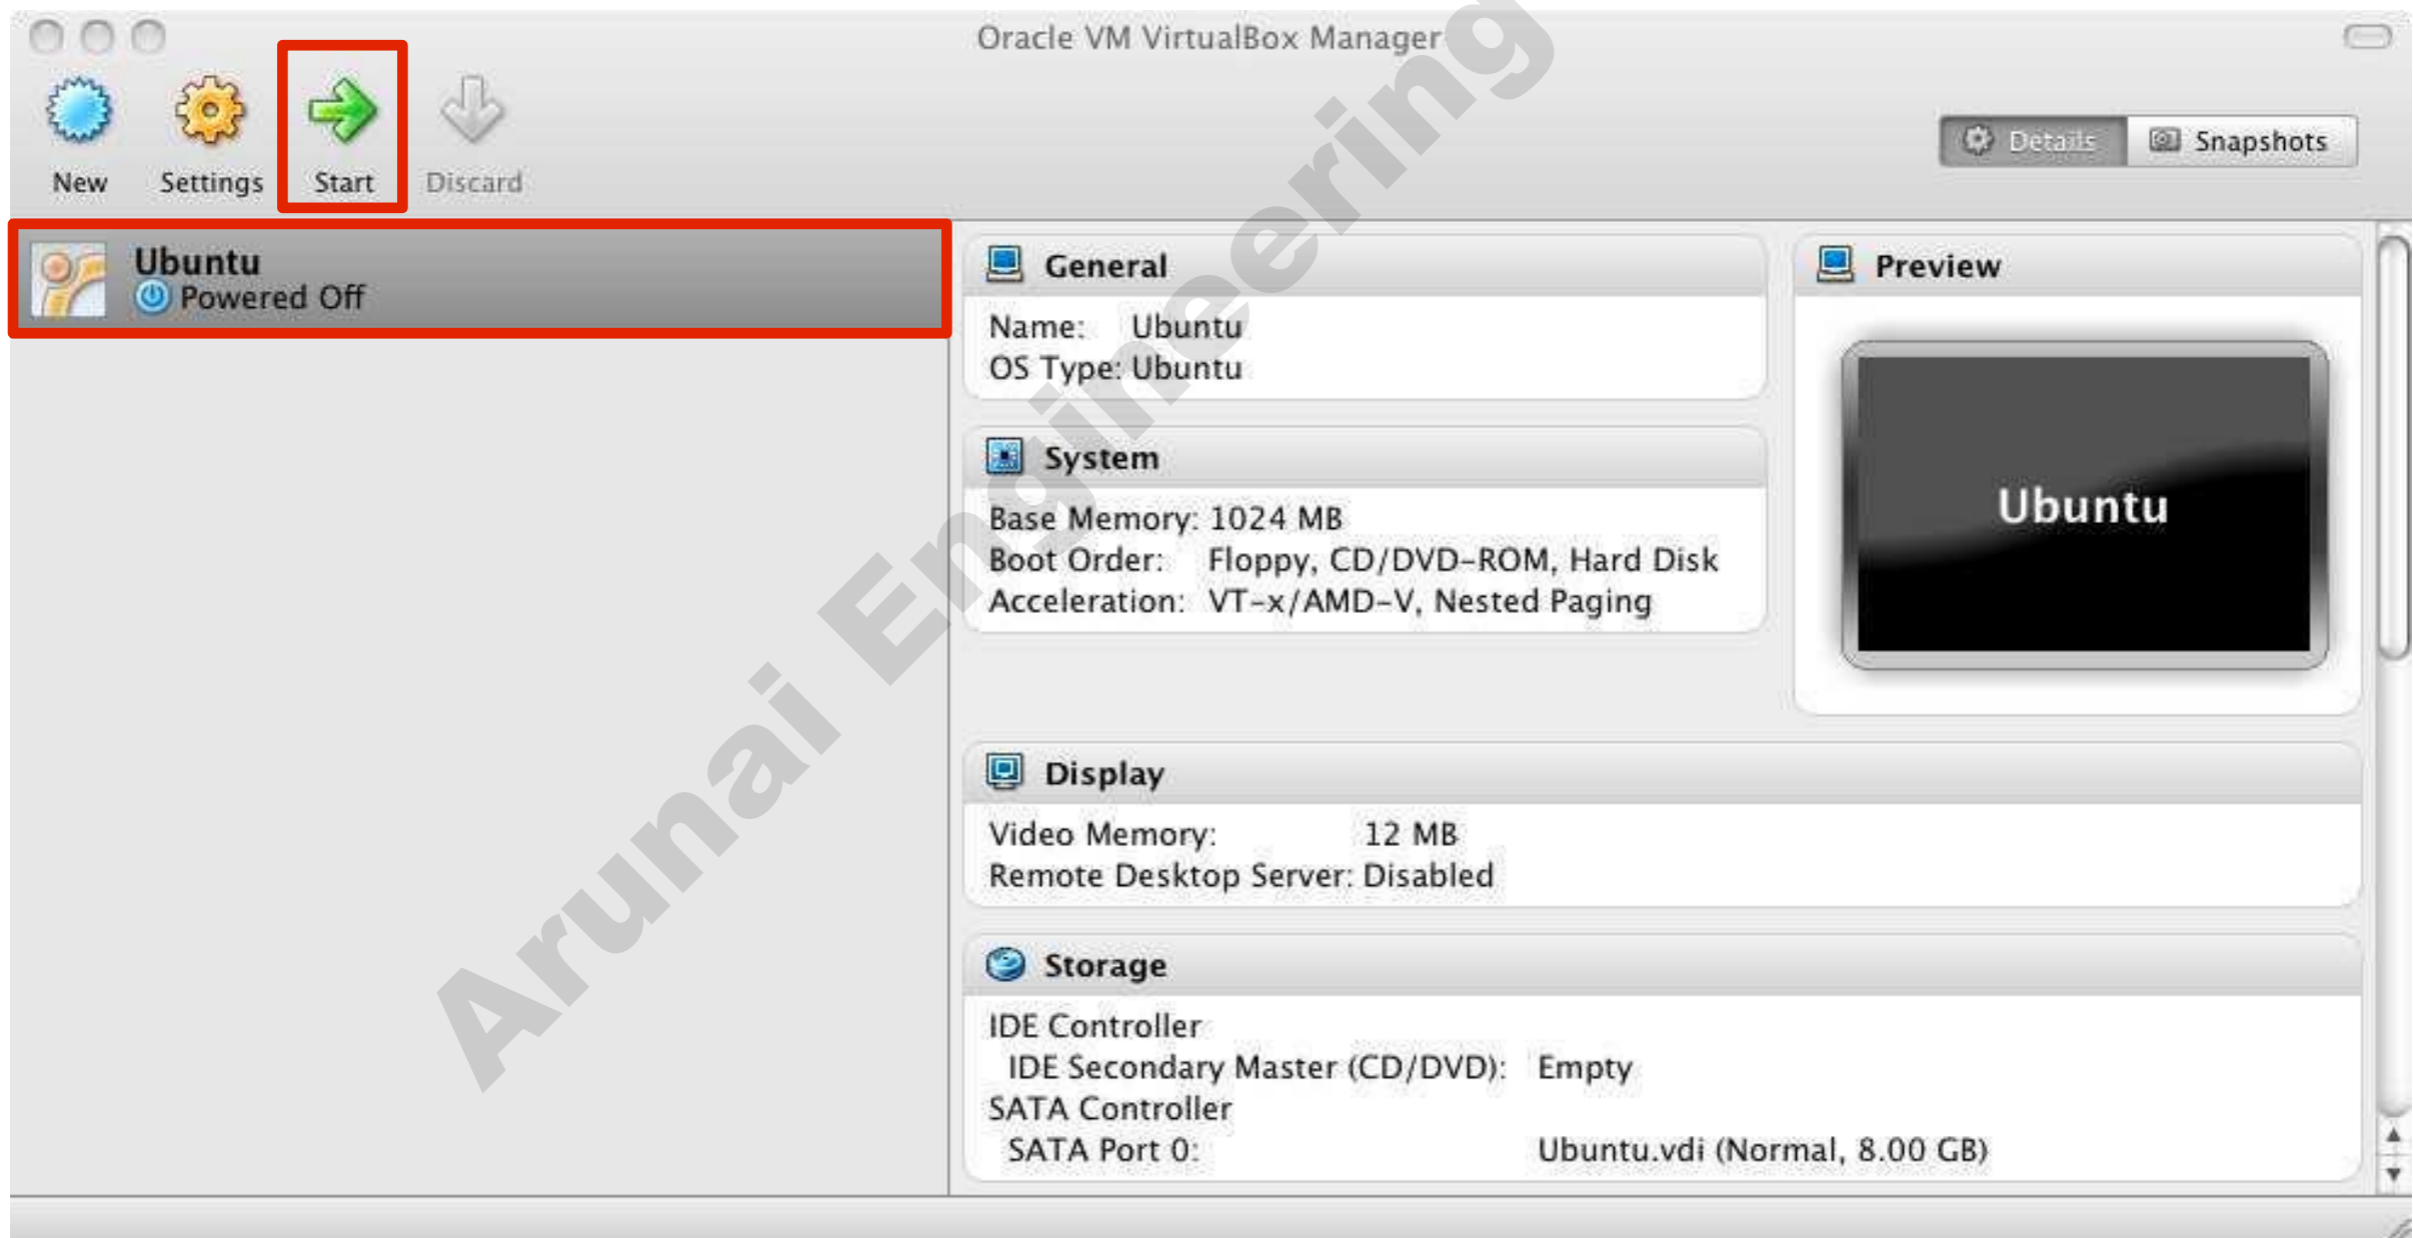 Oracle VM VirtualBox Manager
New Settings Start Discard
Details Snapshots
Ubuntu
Powered Off
General
Name: Ubuntu
OS Type: Ubuntu
System
Base Memory: 1024 MB
Boot Order: Floppy, CD/DVD-ROM, Hard Disk
Acceleration: VT-x/AMD-V, Nested Paging
Preview
Ubuntu
Display
Video Memory: 12 MB
Remote Desktop Server: Disabled
Storage
IDE Controller
IDE Secondary Master (CD/DVD): Empty
SATA Controller
SATA Port 0: Ubuntu.vdi (Normal, 8.00 GB)
Arunai Engineering